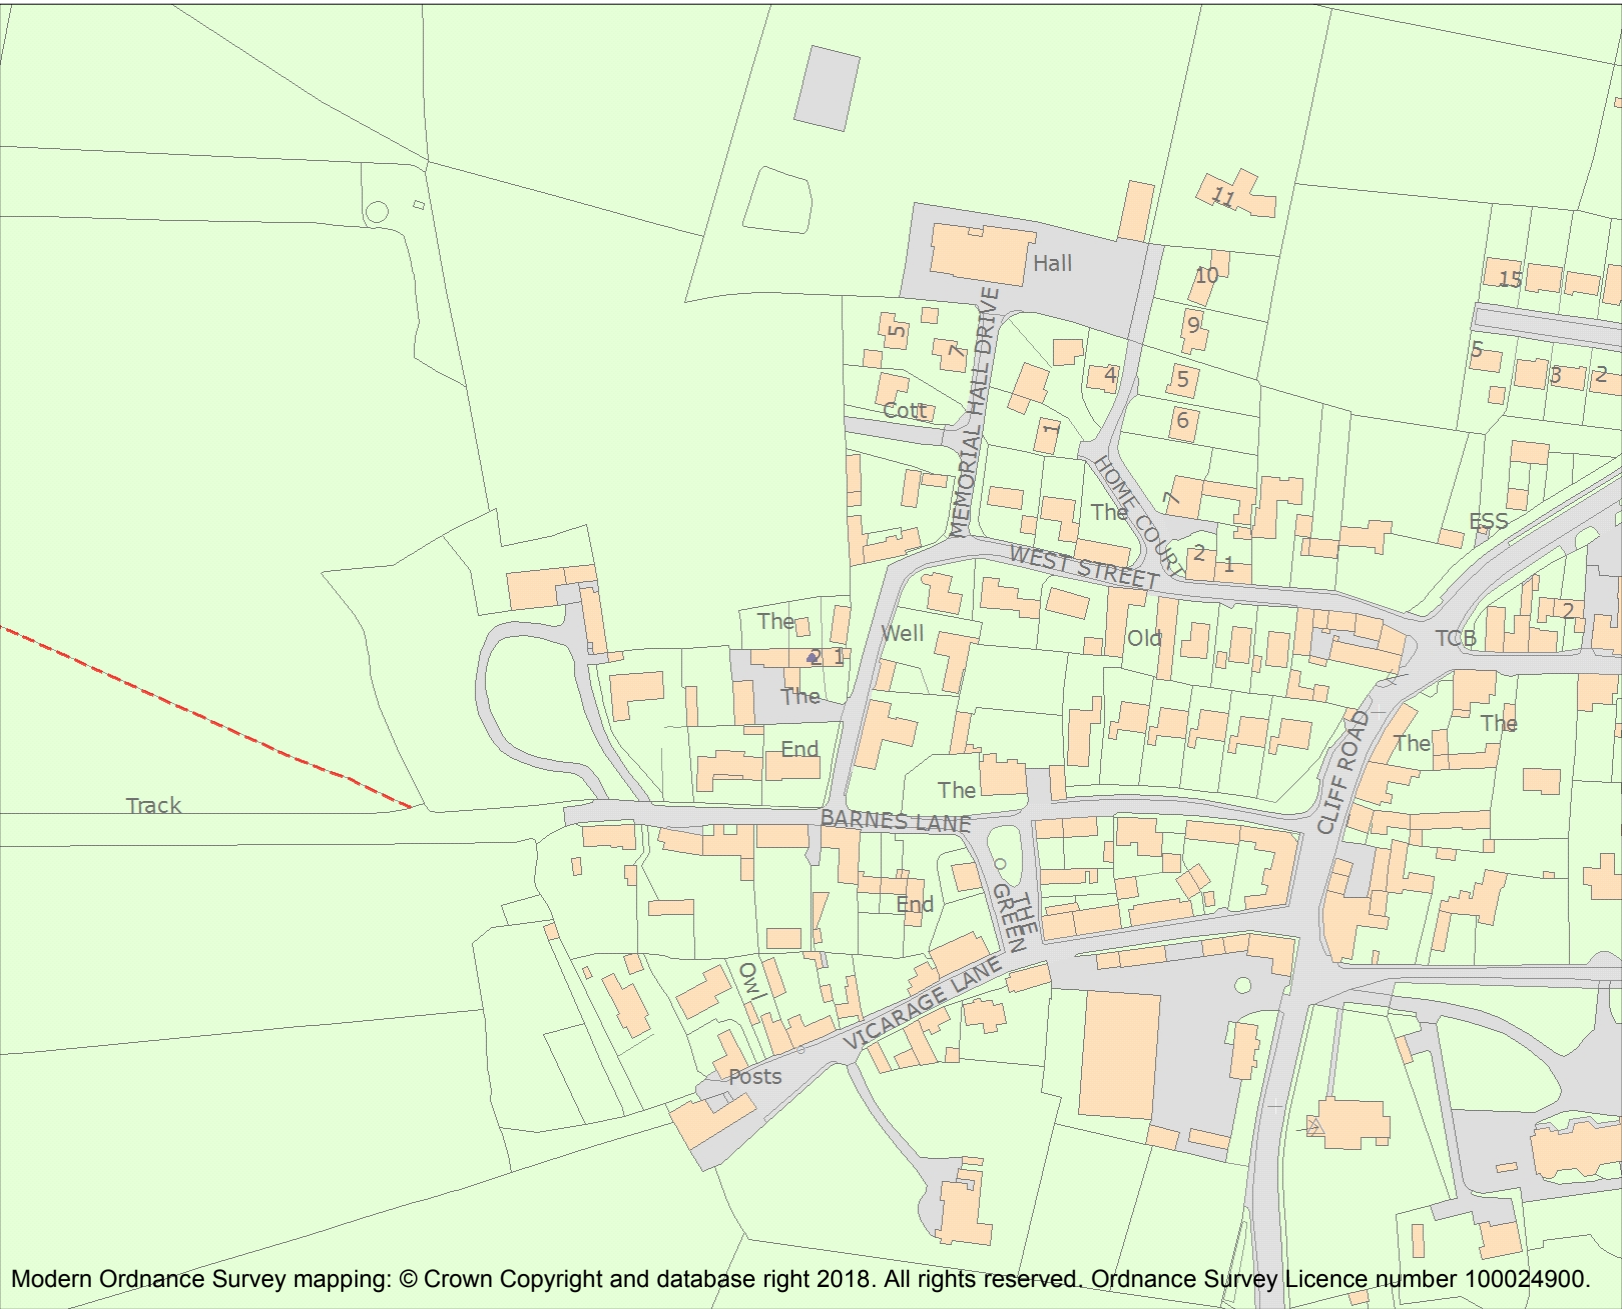 11
Hall
10
15
9
5
7
5
3
2
4
5
MEMORIAL HALL DRIVE
Cott
6
1
HOME COURT
7
The
ESS
WEST STREET
2
1
2
The
Well
Old
TCB
2 1
The
The
The
End
CLIFF ROAD
The
Track
BARNES LANE
End
THE GREEN
Owl
VICARAGE LANE
Posts
Modern Ordnance Survey mapping: © Crown Copyright and database right 2018. All rights reserved. Ordnance Survey Licence number 100024900.